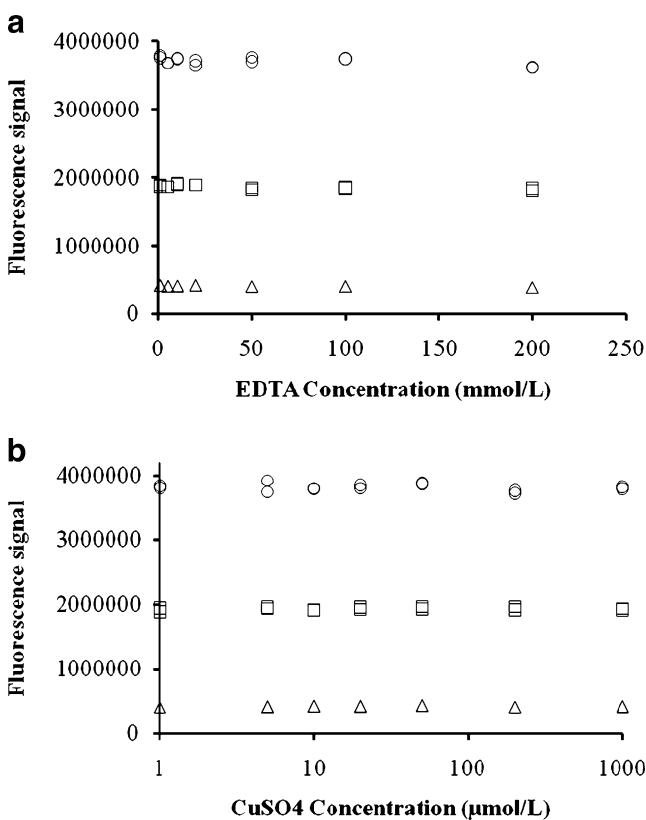 a
4000000
3000000
2000000
1000000
0
Fluorescence signal
0 50 100 150 200 250
EDTA Concentration (mmol/L)
b
4000000
3000000
2000000
1000000
0
Fluorescence signal
1 10 100 1000
CuSO4 Concentration (µmol/L)